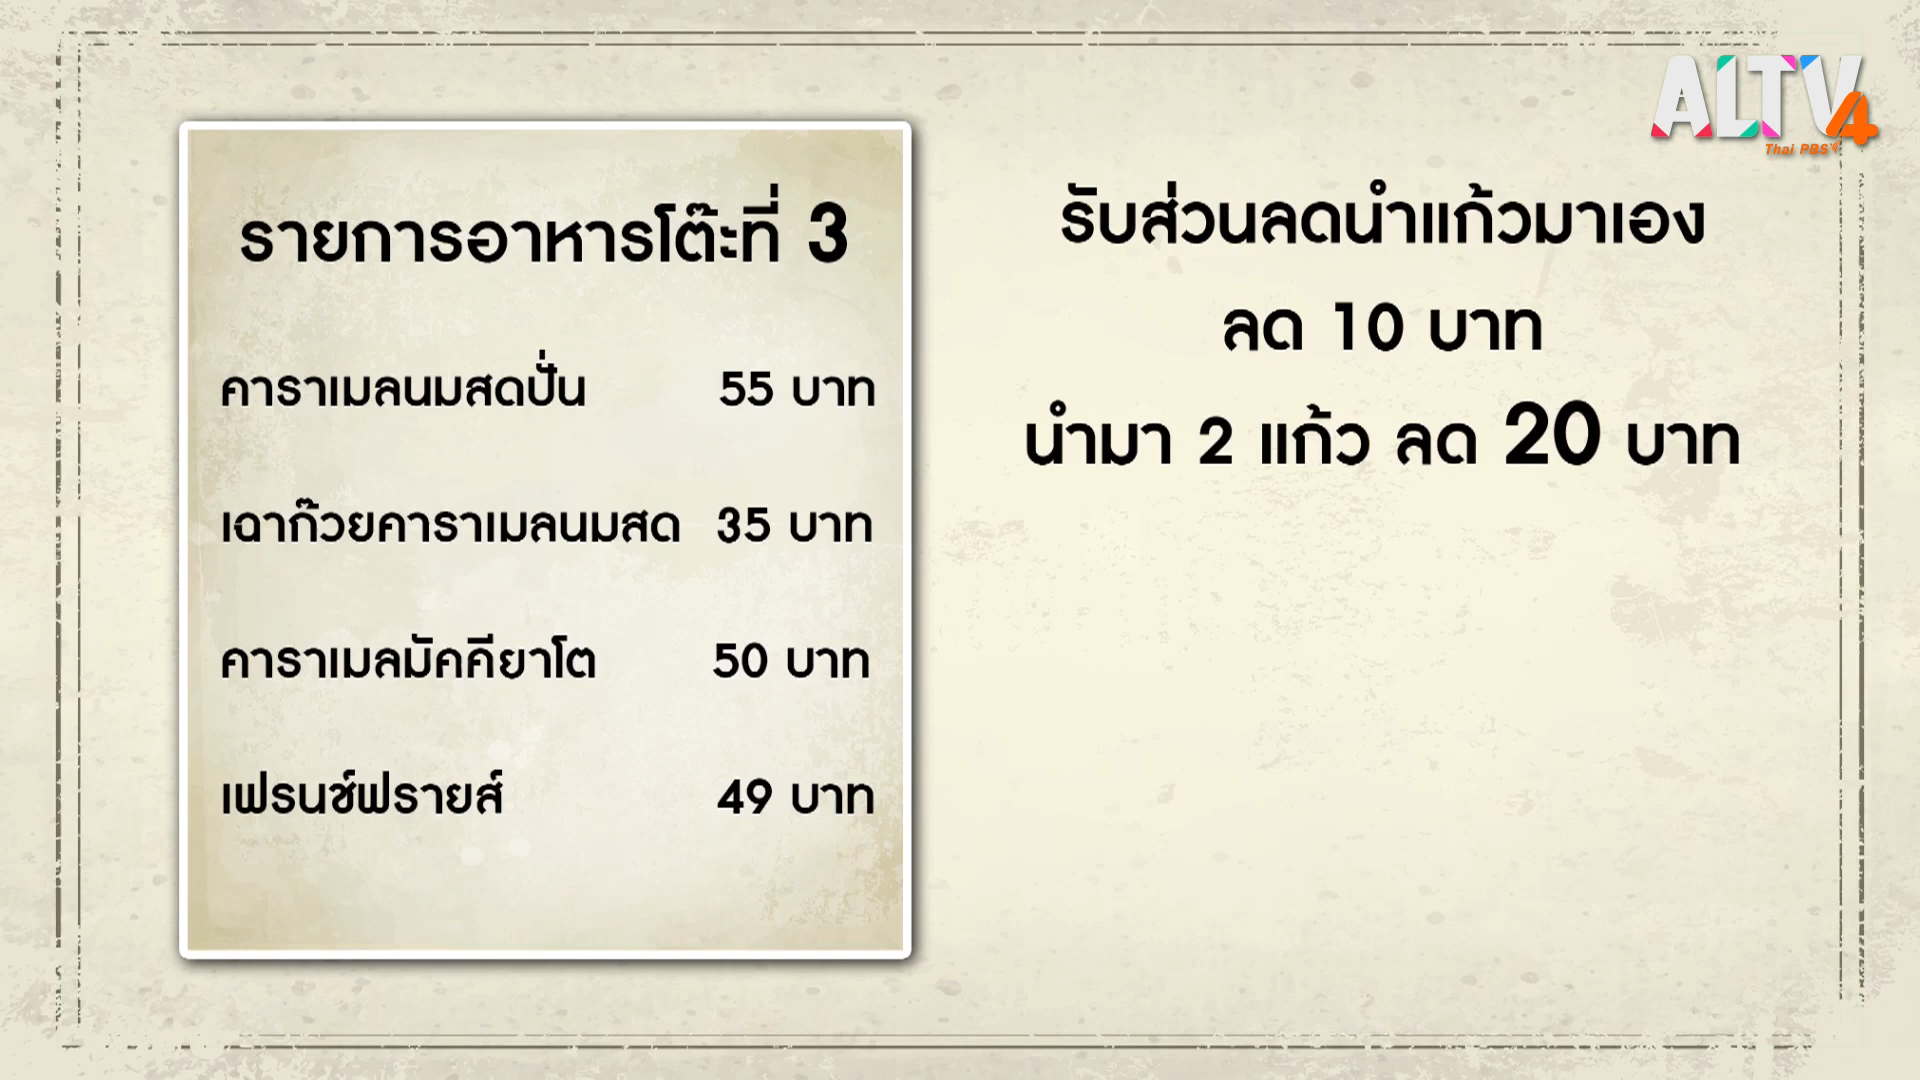 รายการอาหารโต๊ะที่ 3
คาราเมลนมสดปั่น 55 บาท
เฉาก๊วยคาราเมลนมสด 35 บาท
คาราเมลมัคคียาโต 50 บาท
เฟรนช์ฟรายส์ 49 บาท
รับส่วนลดนำแก้วมาเอง
ลด 10 บาท
นำมา 2 แก้ว ลด 20 บาท
ALTV4
Thai PBS